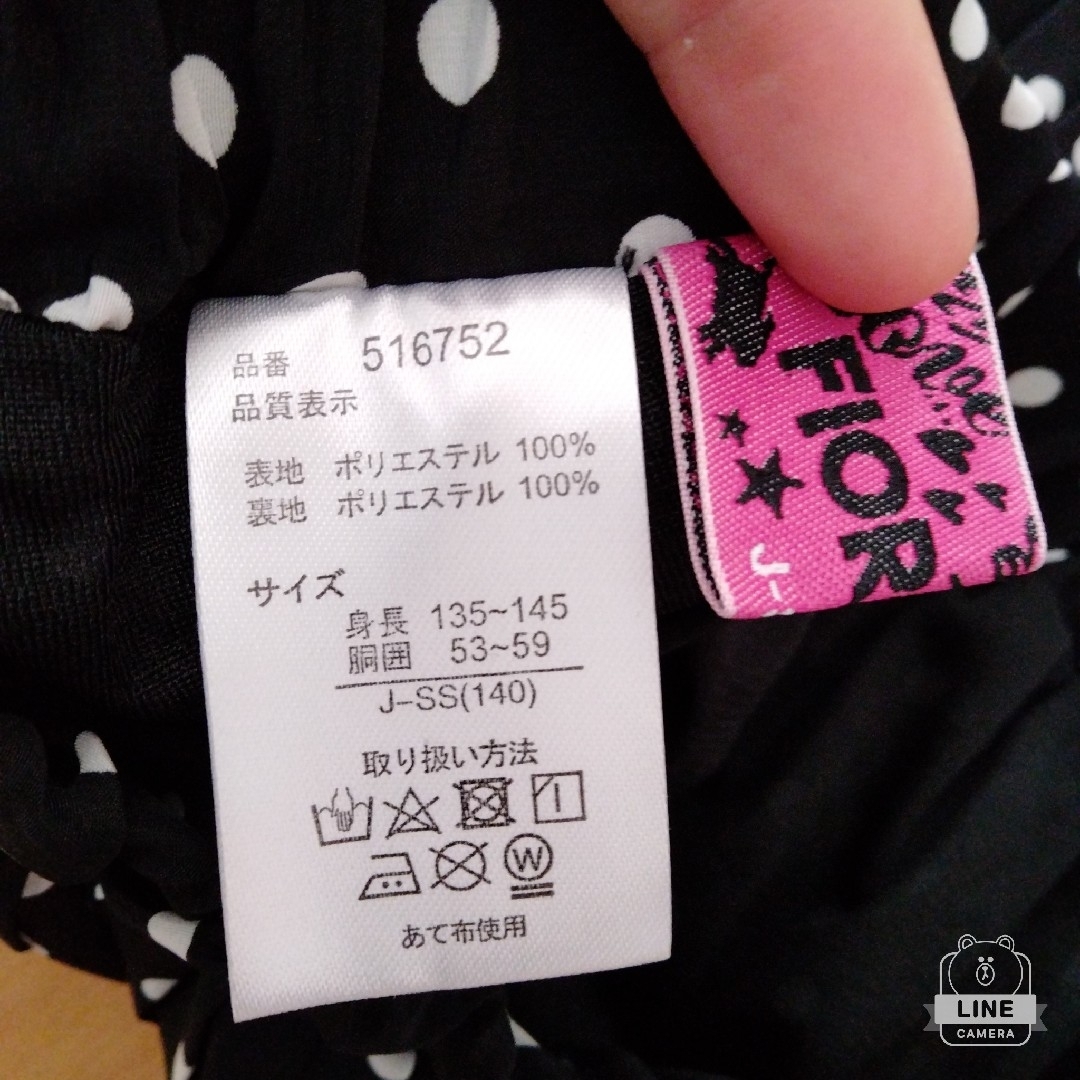 品番 516752
品質表示
表地 ポリエステル 100%
裏地 ポリエステル 100%
サイズ
身長 135~145
胴囲 53~59
J-SS(140)
取り扱い方法
W
あて布使用
FIOR
J-
LINE
CAMERA